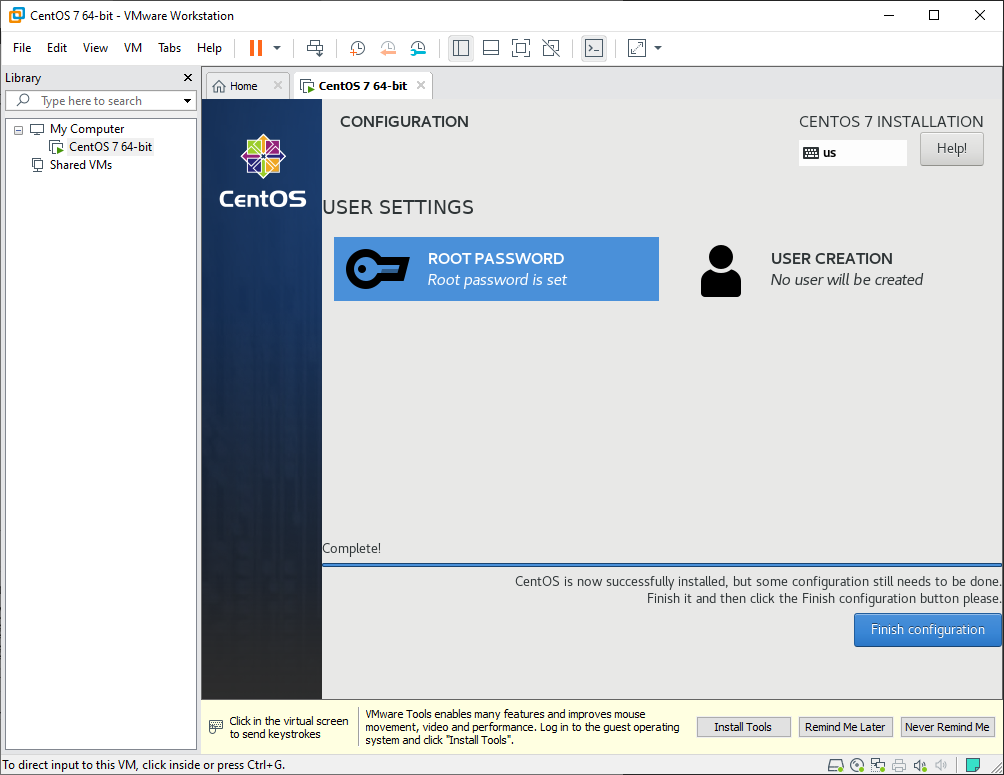 CentOS 7 64-bit - VMware Workstation
File Edit View VM Tabs Help
Library
Type here to search
My Computer
CentOS 7 64-bit
Shared VMs
Home
CentOS 7 64-bit
CentOS
CONFIGURATION
CENTOS 7 INSTALLATION
us
Help!
USER SETTINGS
ROOT PASSWORD
Root password is set
USER CREATION
No user will be created
Complete!
CentOS is now successfully installed, but some configuration still needs to be done.
Finish it and then click the Finish configuration button please.
Finish configuration
Click in the virtual screen
to send keystrokes
VMware Tools enables many features and improves mouse
movement, video and performance. Log in to the guest operating
system and click "Install Tools".
Install Tools
Remind Me Later
Never Remind Me
To direct input to this VM, click inside or press Ctrl+G.